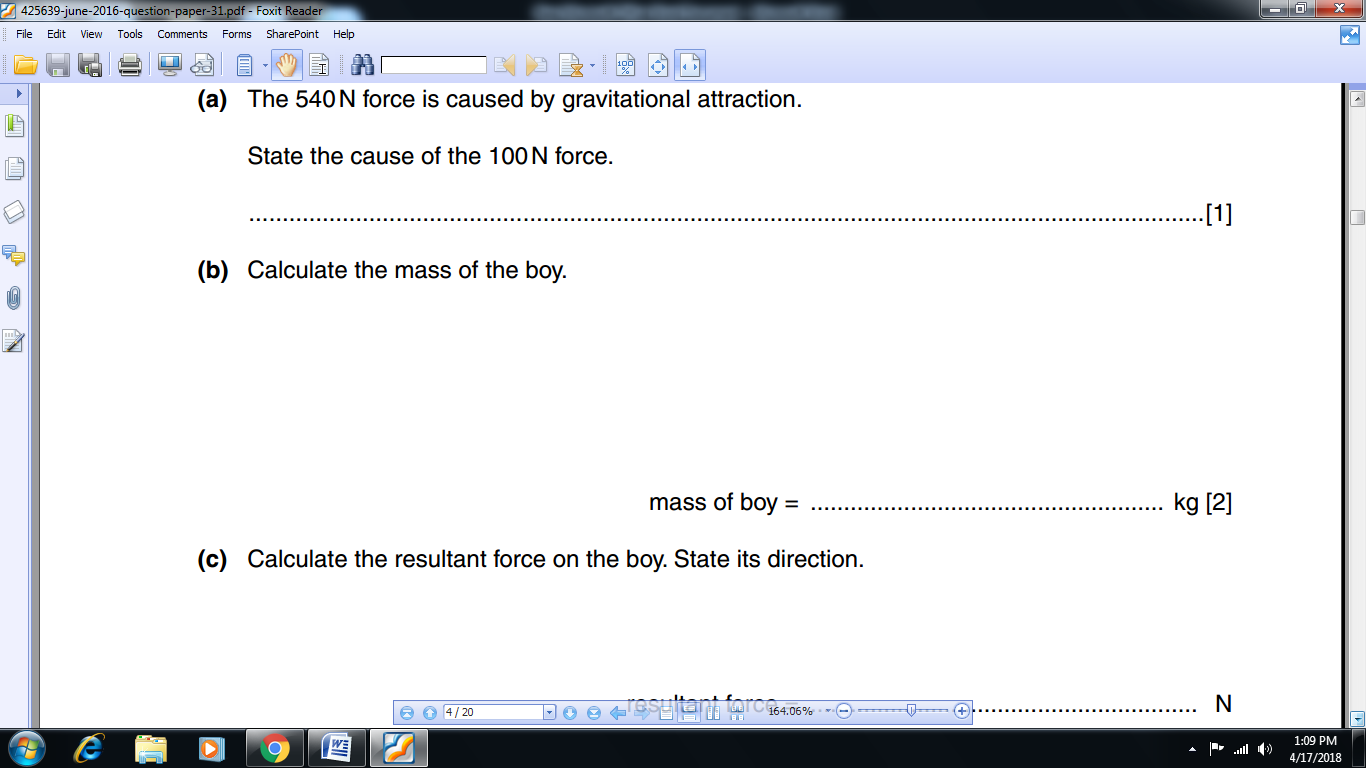 425639-june-2016-question-paper-31.pdf - Foxit Reader
File Edit View Tools Comments Forms SharePoint Help
(a) The 540 N force is caused by gravitational attraction.
State the cause of the 100 N force.
................................................................................................................................................[1]
(b) Calculate the mass of the boy.
mass of boy = ..................................................... kg [2]
(c) Calculate the resultant force on the boy. State its direction.
resultant force = ..................................................... N
4 / 20 164.06%
1:09 PM
4/17/2018